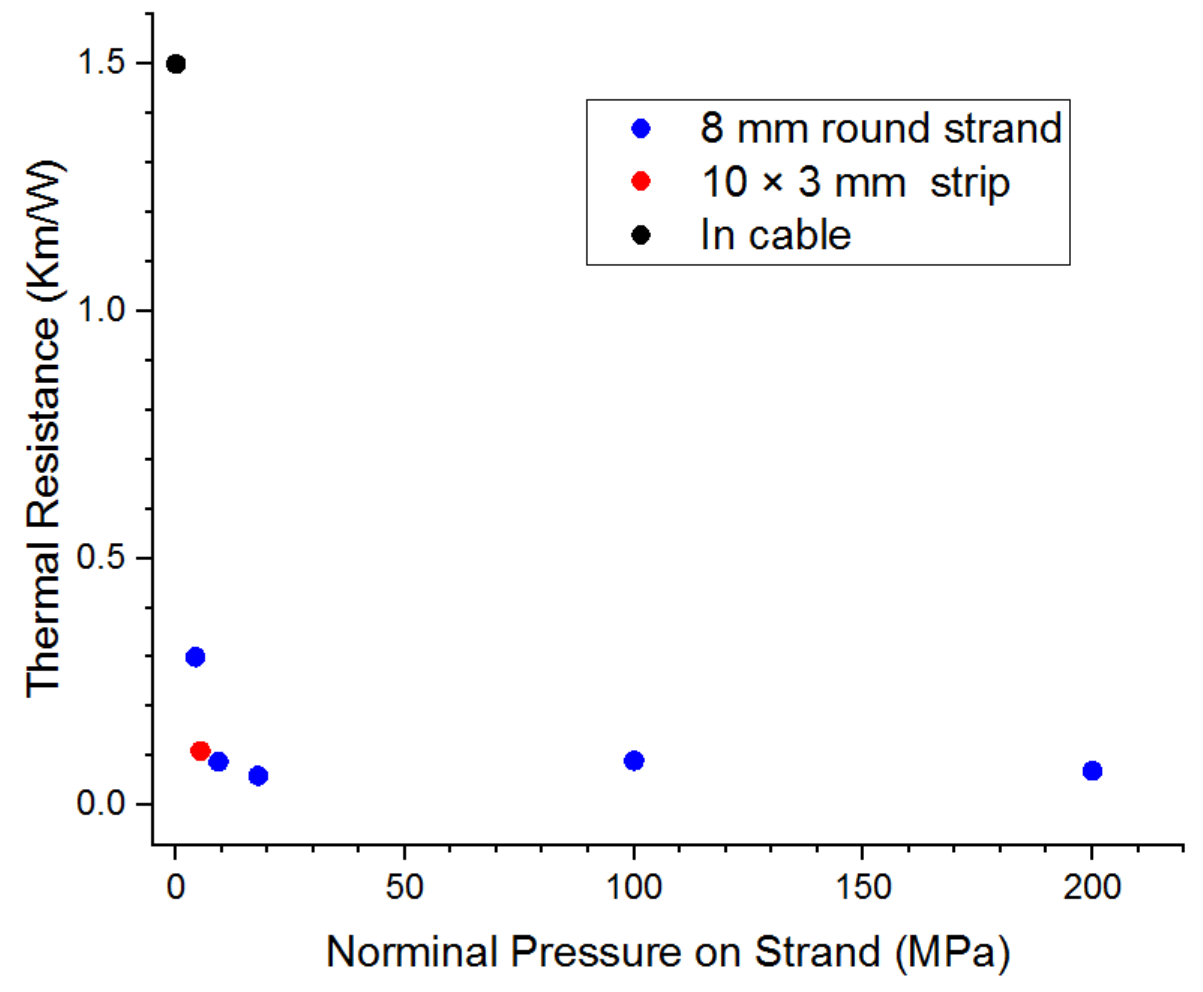 1.5
1.0
0.5
0.0
Thermal Resistance (Km/W)
8 mm round strand
10 × 3 mm  strip
In cable
0 50 100 150 200
Norminal Pressure on Strand (MPa)